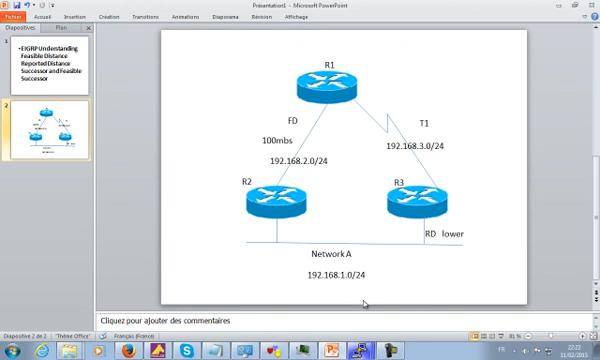 Présentation1 - Microsoft PowerPoint
Fichier Accueil Insertion Création Transitions Animations Diaporama Révision Affichage
Diapositives Plan
1
• EIGRP Understanding
Feasible Distance
Reported Distance
Successor and Feasible
Successor
2
R1
FD
T1
100mbs
192.168.3.0/24
192.168.2.0/24
R2
R3
RD lower
Network A
192.168.1.0/24
Cliquez pour ajouter des commentaires
Diapositive 2 de 2 "Thème Office" Français (France) 81 %
FR
22:22
11/02/2015